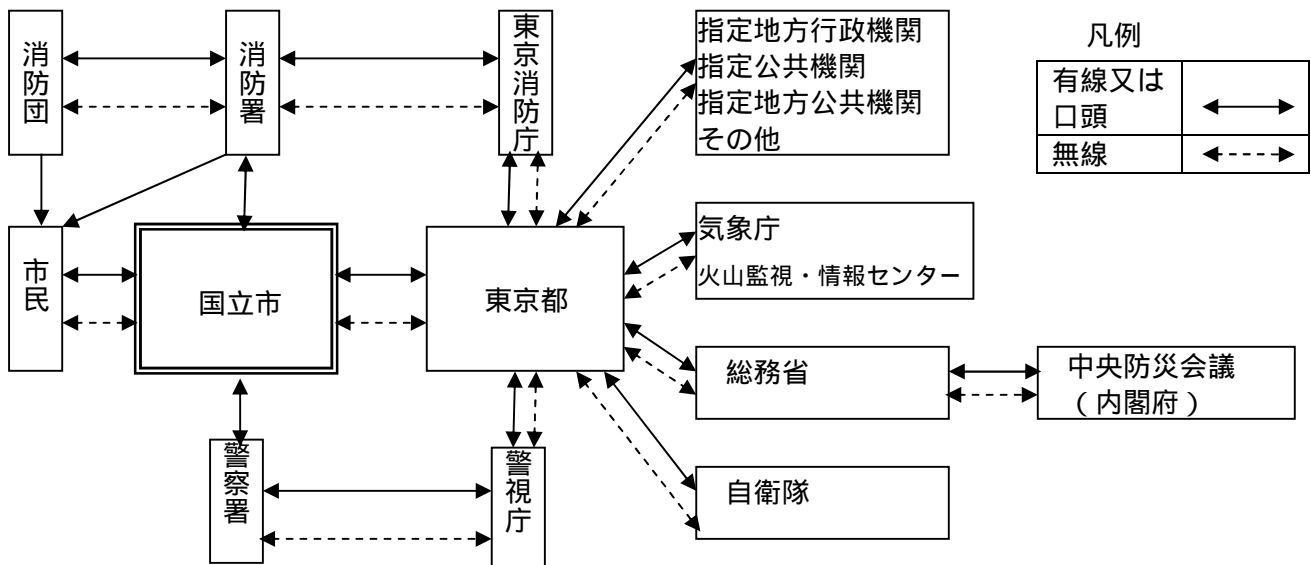 消防団
消防署
東京消防庁
指定地方行政機関
指定公共機関
指定地方公共機関
その他
凡例
有線又は
口頭
無線
市民
国立市
東京都
気象庁
火山監視・情報センター
総務省
中央防災会議
(内閣府)
警察署
警視庁
自衛隊